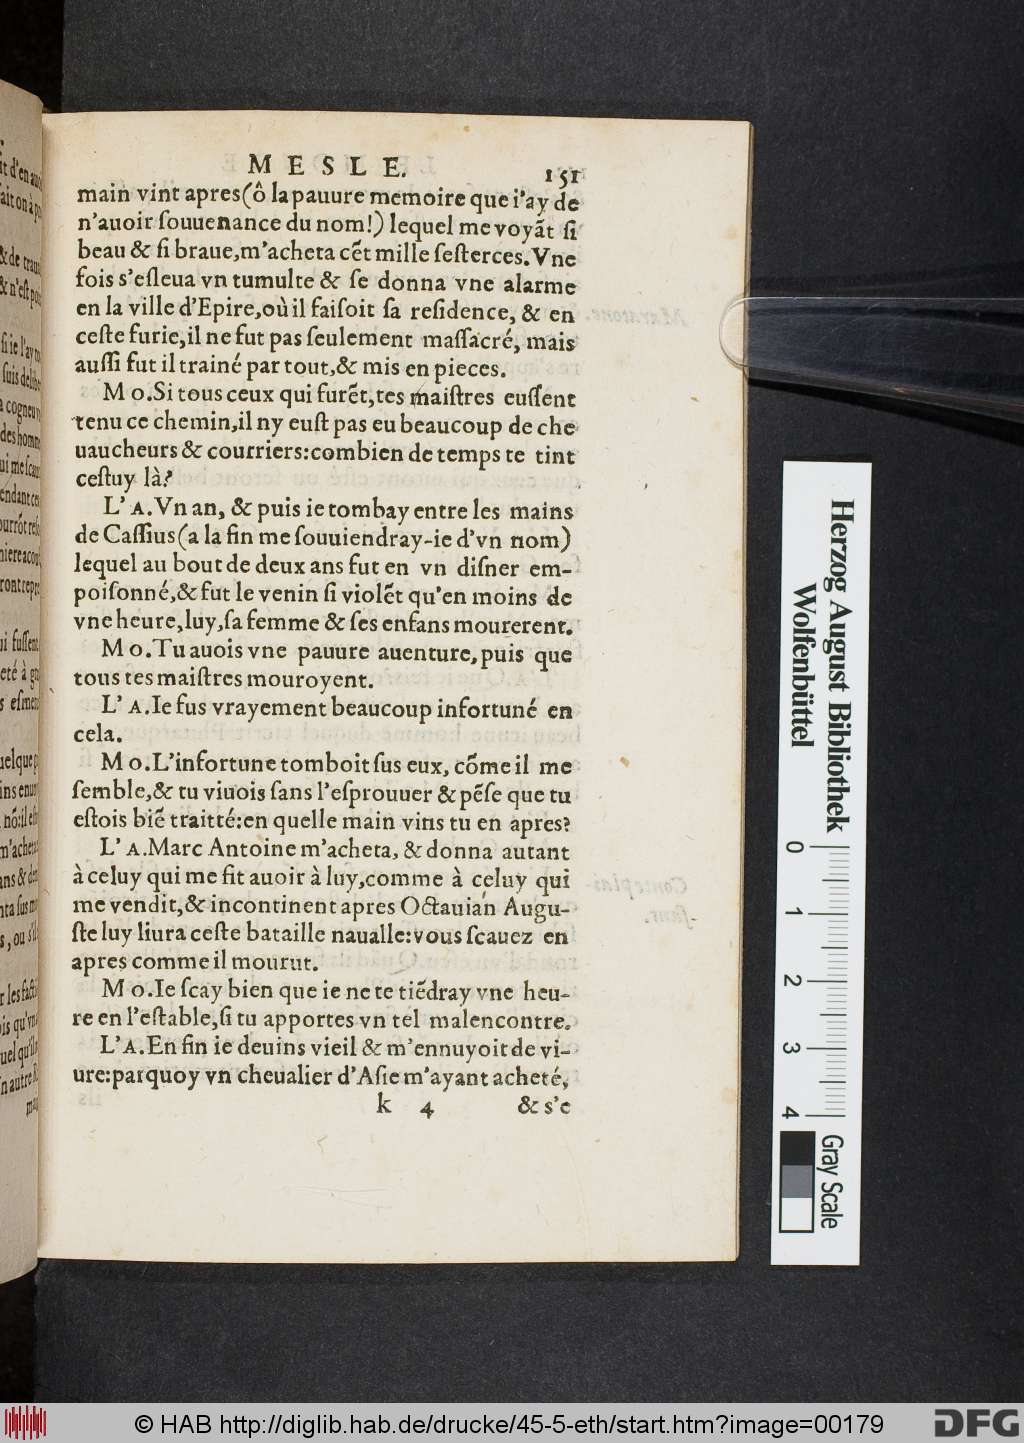 MESLE. 151
main vint apres(ô la pauure memoire que i'ay de
n'auoir ſouuenance du nom!) lequel me voyāt ſi
beau & ſi braue,m'acheta cēt mille ſeſterces. Vne
fois s'eſleua vn tumulte & ſe donna vne alarme
en la ville d'Epire,où il faiſoit ſa reſidence, & en
ceſte furie,il ne fut pas ſeulement maſſacré, mais
auſſi fut il trainé par tout,& mis en pieces.
M o.Si tous ceux qui furēt,tes maiſtres euſſent
tenu ce chemin,il ny euſt pas eu beaucoup de che
uaucheurs & courriers:combien de temps te tint
ceſtuy là?
L' A.Vn an, & puis ie tombay entre les mains
de Caſſius(a la fin me ſouuiendray-ie d'vn nom)
lequel au bout de deux ans fut en vn diſner em-
poiſonné,& fut le venin ſi violēt qu'en moins de
vne heure,luy,ſa femme & ſes enfans mourerent.
M o.Tu auois vne pauure auenture,puis que
tous tes maiſtres mouroyent.
L' A.Ie fus vrayement beaucoup infortuné en
cela.
M o.L'infortune tomboit ſus eux, cōme il me
ſemble,& tu viuois ſans l'eſprouuer & pēſe que tu
eſtois biē traitté:en quelle main vins tu en apres?
L' A.Marc Antoine m'acheta, & donna autant
à celuy qui me fit auoir à luy,comme à celuy qui
me vendit,& incontinent apres Octauian Augu-
ſte luy liura ceſte bataille naualle:vous ſcauez en
apres comme il mourut.
M o.Ie ſcay bien que ie ne te tiēdray vne heu-
re en l'eſtable,ſi tu apportes vn tel malencontre.
L'A.En fin ie deuins vieil & m'ennuyoit de vi-
ure:parquoy vn cheualier d'Aſie m'ayant acheté,
k 4 & s'e
Herzog August Bibliothek
Wolfenbüttel
0 1 2 3 4
Gray Scale
© HAB http://diglib.hab.de/drucke/45-5-eth/start.htm?image=00179
DFG